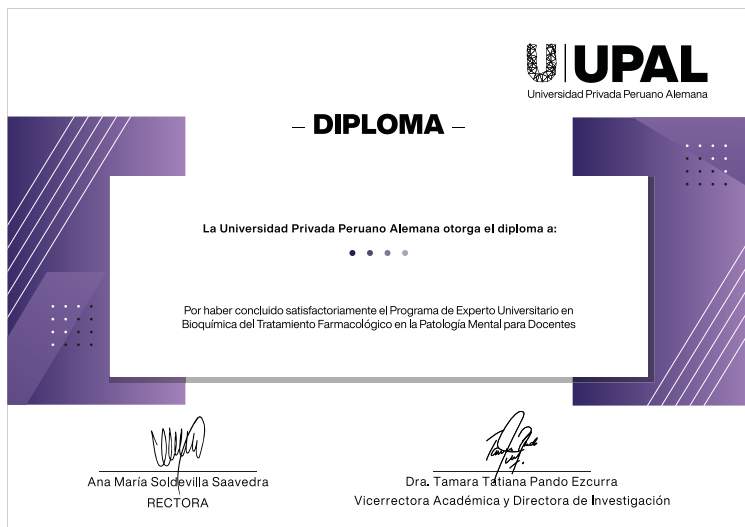 UPAL
Universidad Privada Peruano Alemana
– DIPLOMA –
La Universidad Privada Peruano Alemana otorga el diploma a:
Por haber concluido satisfactoriamente el Programa de Experto Universitario en
Bioquímica del Tratamiento Farmacológico en la Patología Mental para Docentes
Ana María Soldevilla Saavedra
RECTORA
Dra. Tamara Tatiana Pando Ezcurra
Vicerrectora Académica y Directora de Investigación